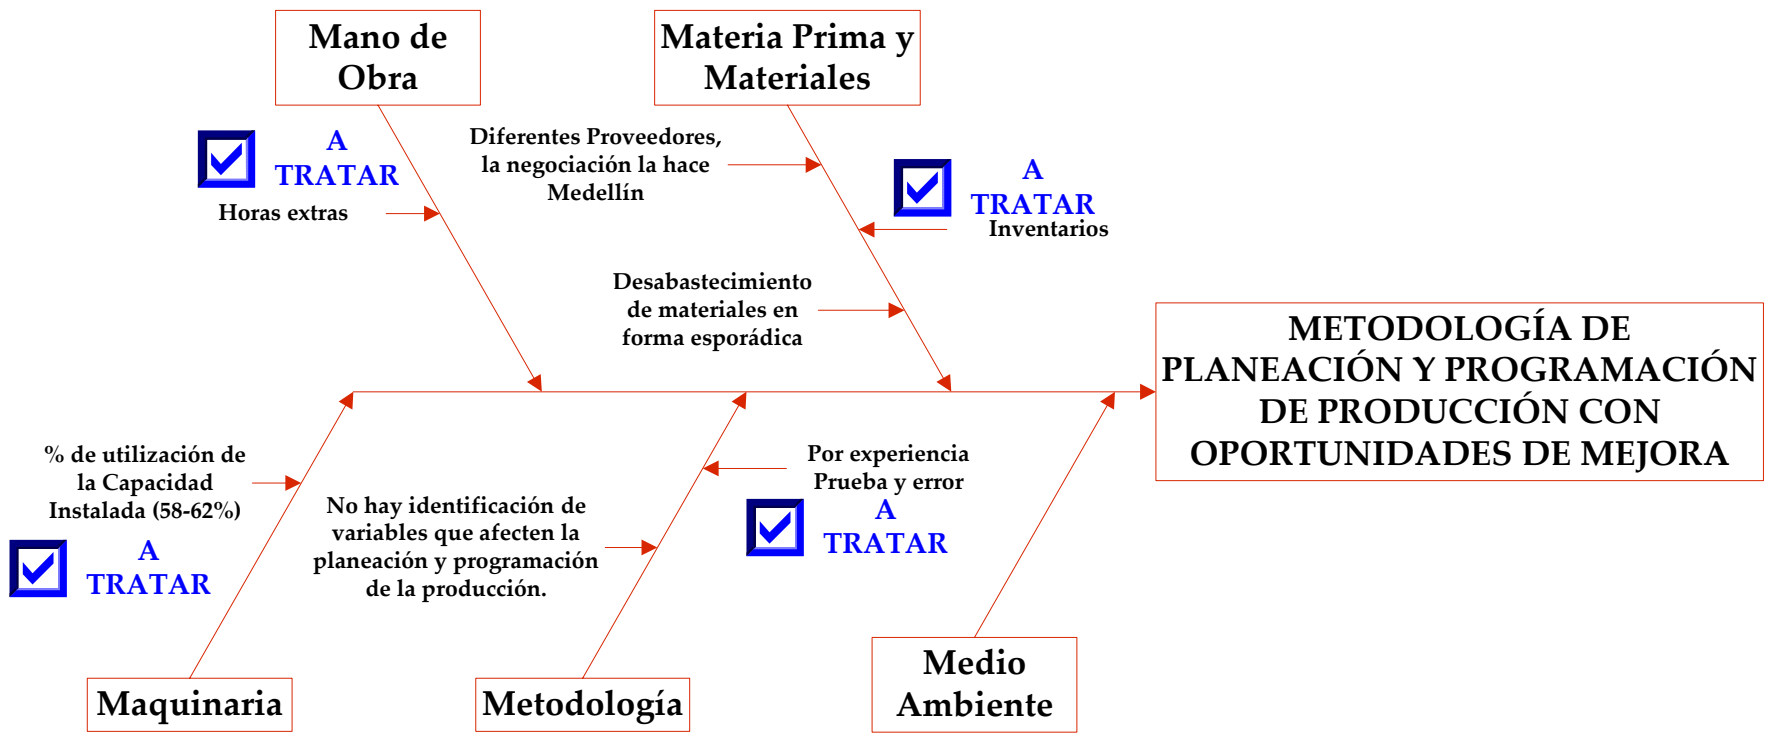 Mano de
Obra
Materia Prima y
Materiales
A
TRATAR
Horas extras
Diferentes Proveedores,
la negociación la hace
Medellín
A
TRATAR
Inventarios
Desabastecimiento
de materiales en
forma esporádica
METODOLOGÍA DE
PLANEACIÓN Y PROGRAMACIÓN
DE PRODUCCIÓN CON
OPORTUNIDADES DE MEJORA
% de utilización de
la Capacidad
Instalada (58-62%)
A
TRATAR
No hay identificación de
variables que afecten la
planeación y programación
de la producción.
Por experiencia
Prueba y error
A
TRATAR
Maquinaria
Metodología
Medio
Ambiente